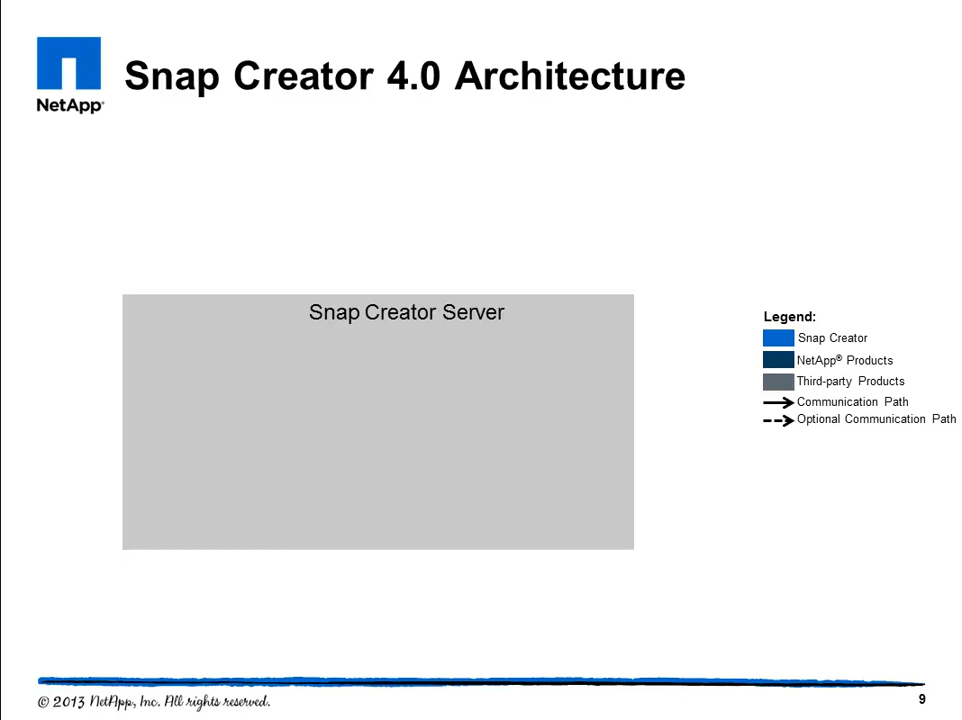 Snap Creator 4.0 Architecture
NetApp®
Snap Creator Server
Legend:
Snap Creator
NetApp® Products
Third-party Products
Communication Path
Optional Communication Path
© 2013 NetApp, Inc. All rights reserved.
9